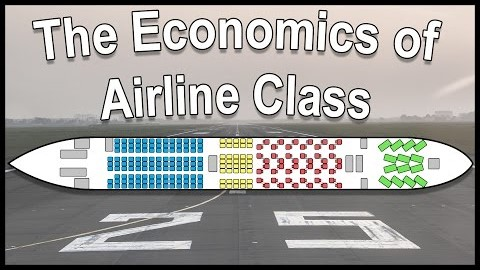 The Economics of
Airline Class
25